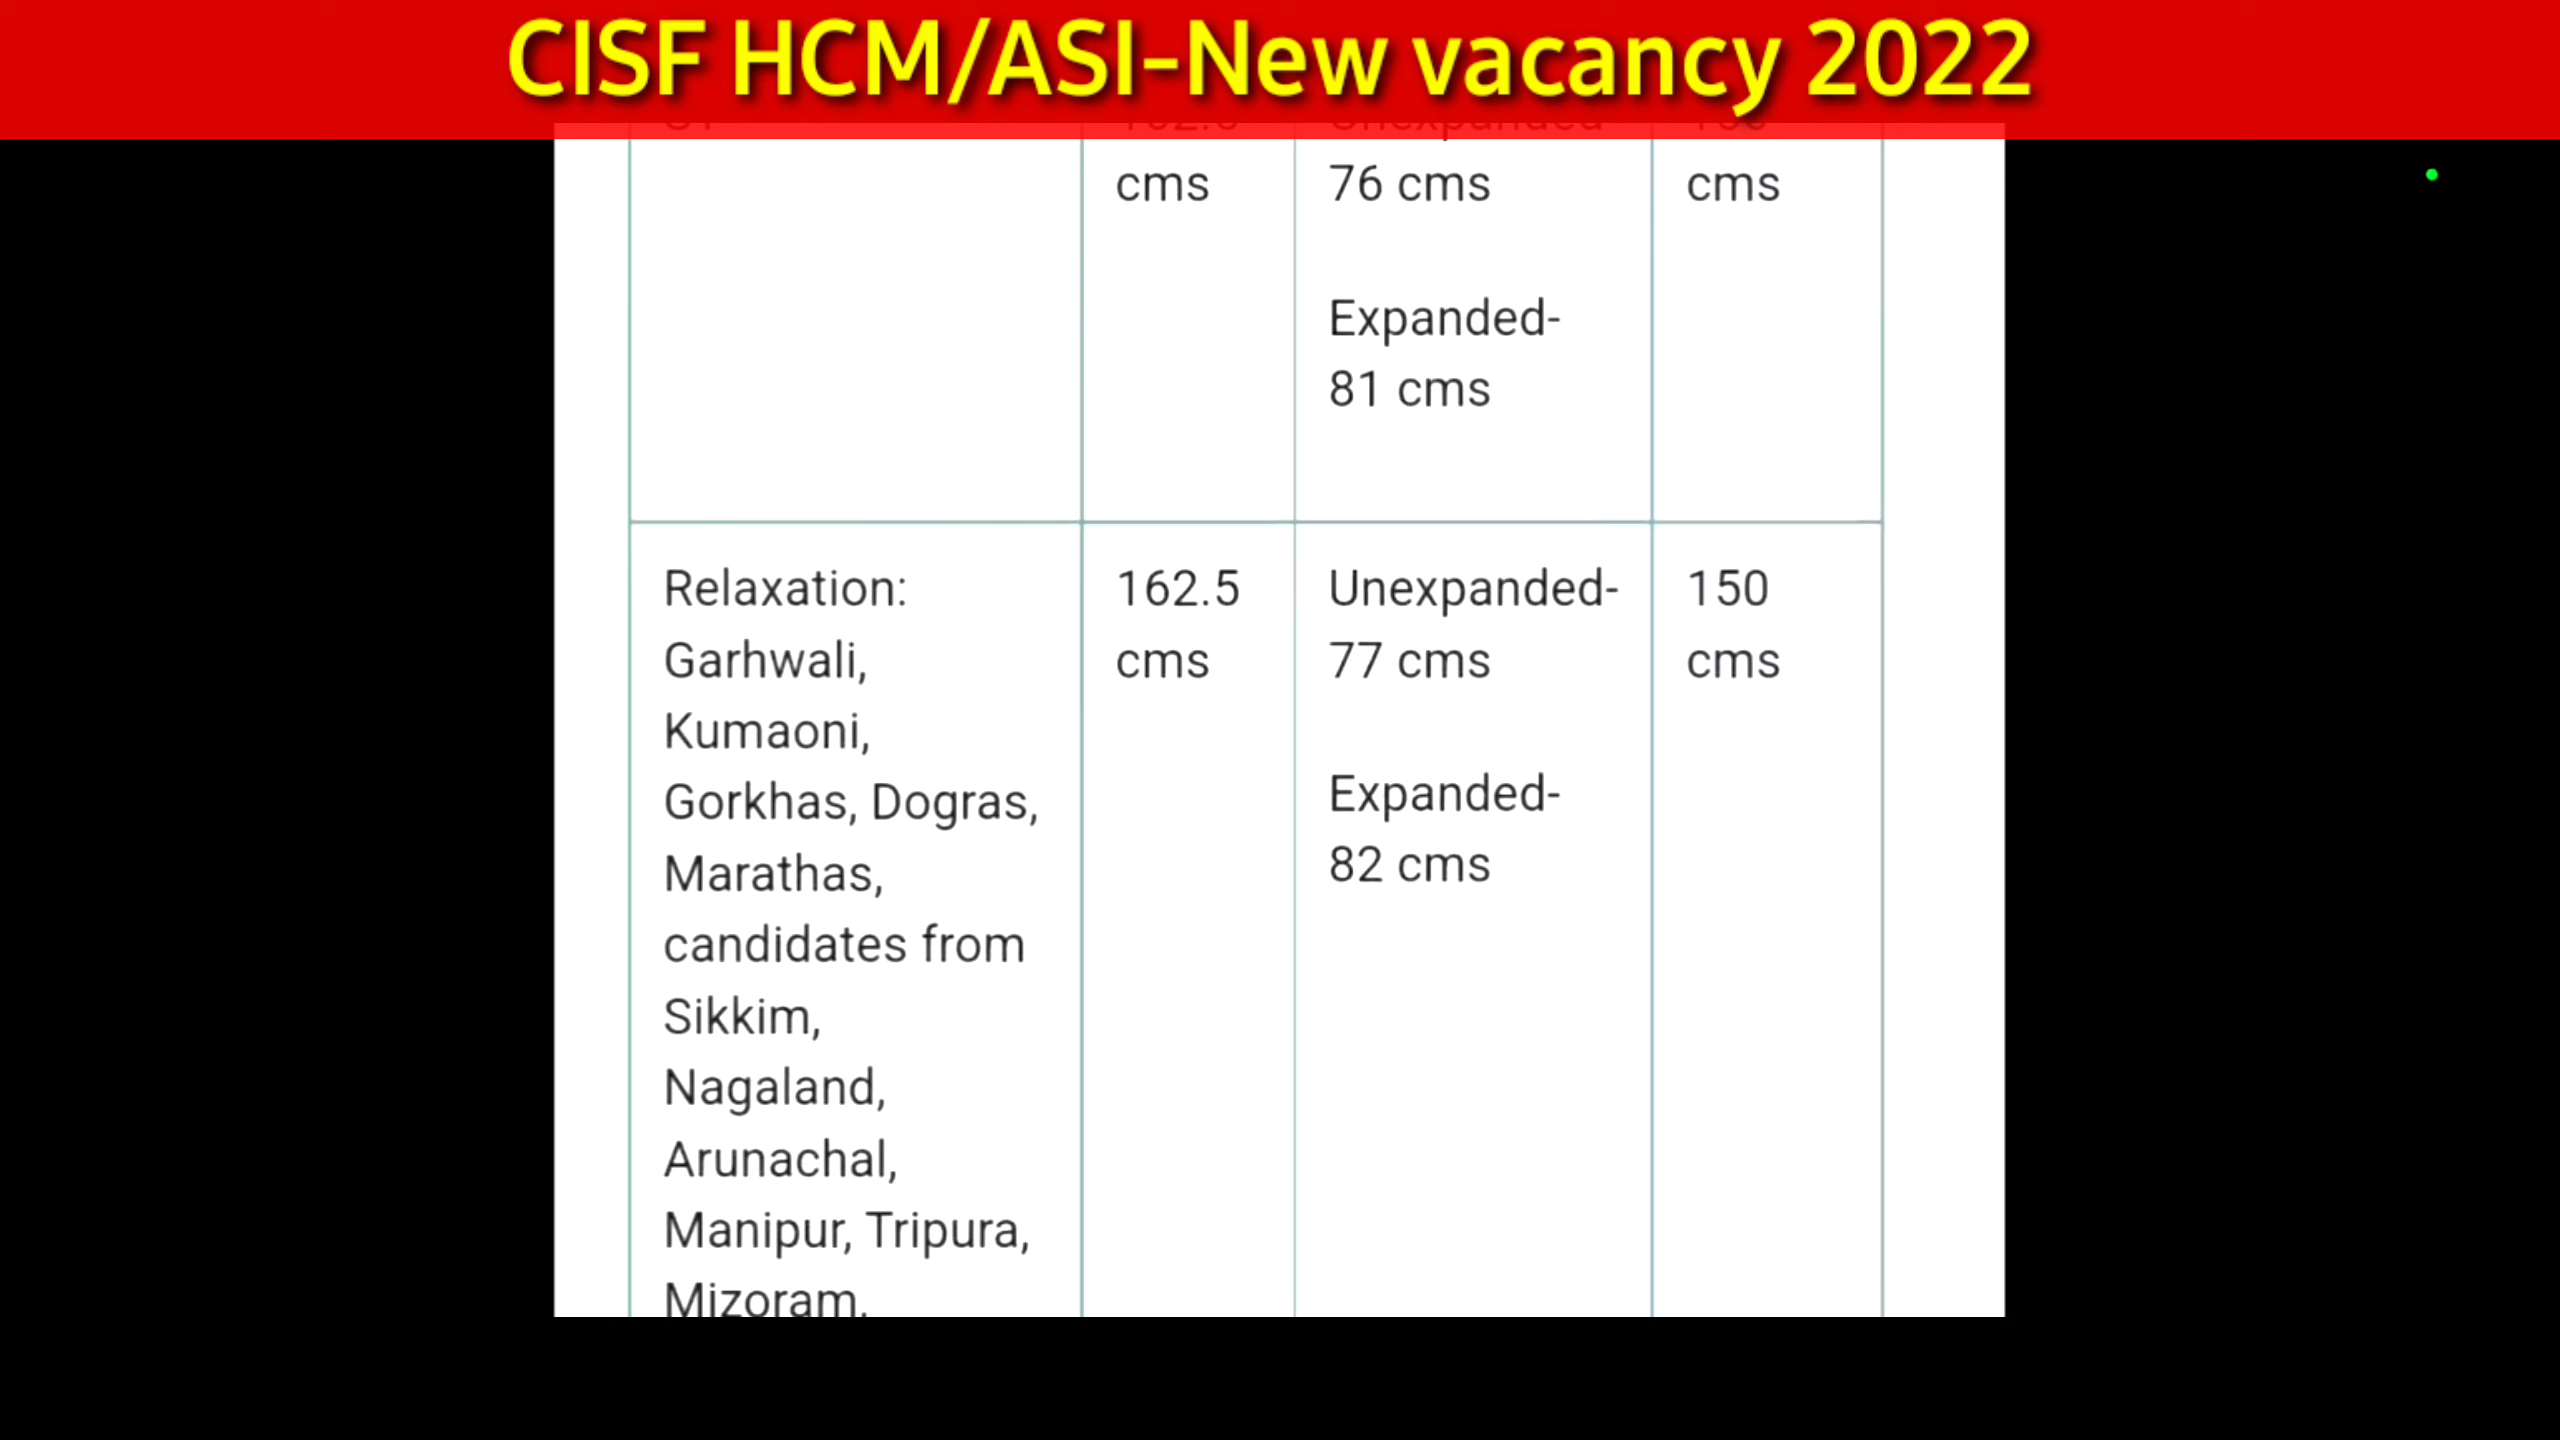 CISF HCM/ASI-New vacancy 2022
cms 76 cms cms
Expanded-
81 cms
Relaxation: 162.5 Unexpanded- 150
Garhwali, cms 77 cms cms
Kumaoni,
Gorkhas, Dogras, Expanded-
Marathas, 82 cms
candidates from
Sikkim,
Nagaland,
Arunachal,
Manipur, Tripura,
Mizoram,